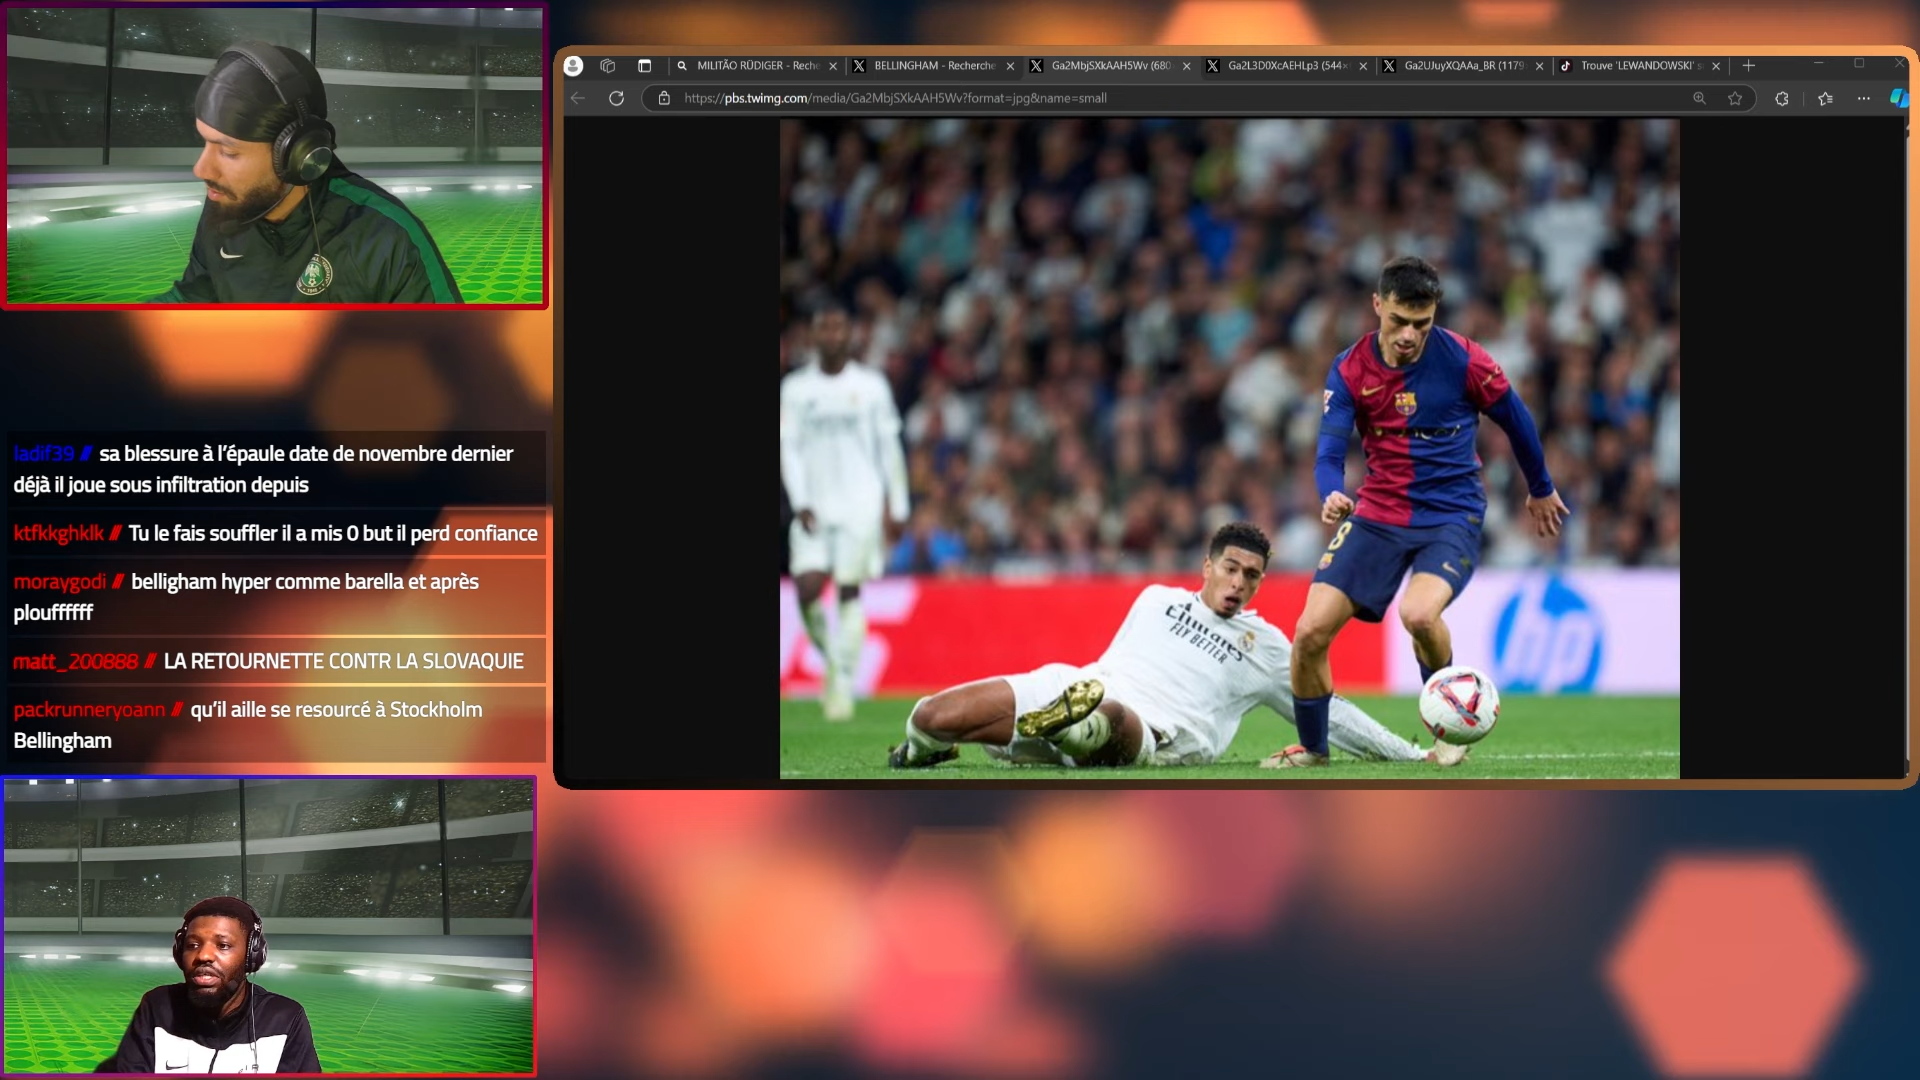 MILITÃO RÜDIGER - Reche
BELLINGHAM - Recherche
Ga2MbjSXkAAH5Wv (680
Ga2L3D0XcAEHLp3 (544×
Ga2UJuyXQAAa_BR (1179
Trouve 'LEWANDOWSKI' s
https://pbs.twimg.com/media/Ga2MbjSXkAAH5Wv?format=jpg&name=small
ladif39 // sa blessure à l'épaule date de novembre dernier
déjà il joue sous infiltration depuis
ktfkkghklk // Tu le fais souffler il a mis 0 but il perd confiance
moraygodi // belligham hyper comme barella et après
plouffffff
matt_200888 // LA RETOURNETTE CONTR LA SLOVAQUIE
packrunneryoann // qu'il aille se resourcé à Stockholm
Bellingham
Emirates
FLY BETTER
8
hp